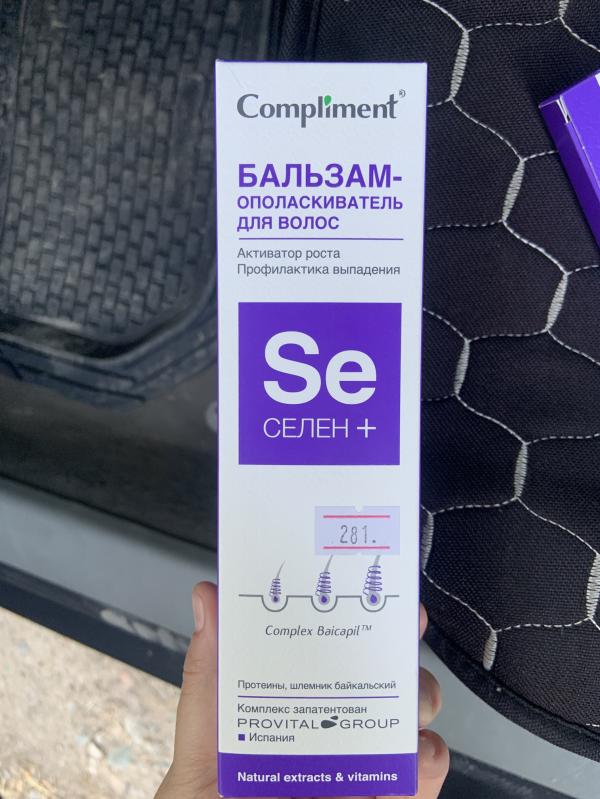 Compliment®
БАЛЬЗАМ-
ОПОЛАСКИВАТЕЛЬ
ДЛЯ ВОЛОС
Активатор роста
Профилактика выпадения
Se
СЕЛЕН +
281.
Complex Baicapil™
Протеины, шлемник байкальский
Комплекс запатентован
PROVITAL GROUP
■ Испания
Natural extracts & vitamins